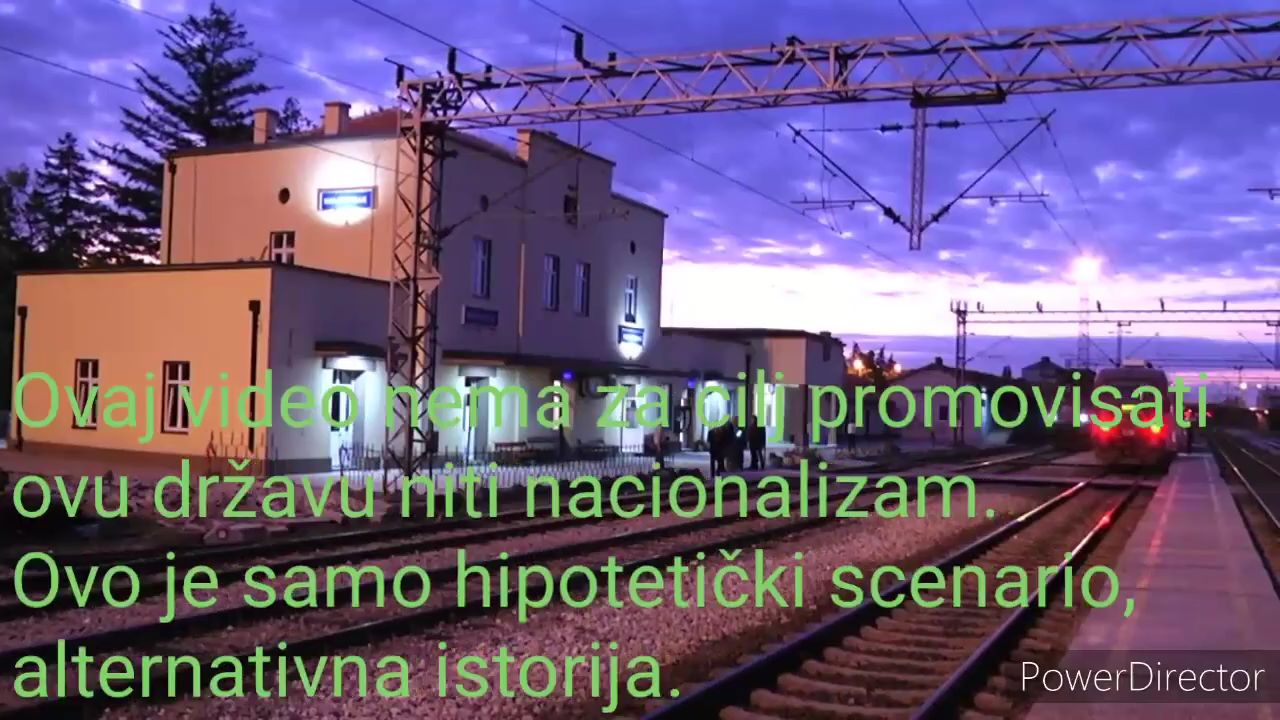 Ovaj video nema za cilj promovisati
ovu državu niti nacionalizam.
Ovo je samo hipotetički scenario,
alternativna istorija.
PowerDirector